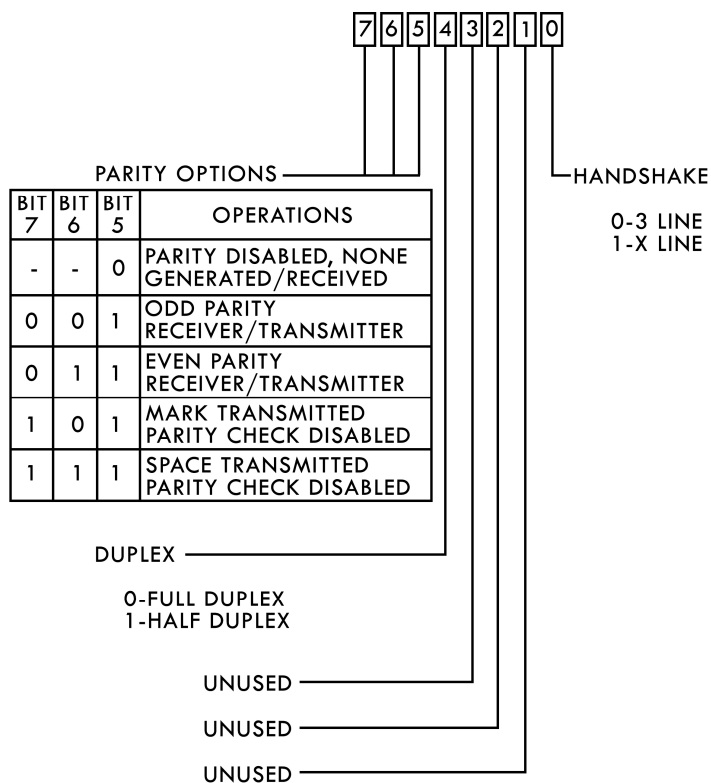 7 6 5 4 3 2 1 0
PARITY OPTIONS
HANDSHAKE
0-3 LINE
1-X LINE
BIT 7 BIT 6 BIT 5 OPERATIONS
- - 0 PARITY DISABLED, NONE
GENERATED/RECEIVED
0 0 1 ODD PARITY
RECEIVER/TRANSMITTER
0 1 1 EVEN PARITY
RECEIVER/TRANSMITTER
1 0 1 MARK TRANSMITTED
PARITY CHECK DISABLED
1 1 1 SPACE TRANSMITTED
PARITY CHECK DISABLED
DUPLEX
0-FULL DUPLEX
1-HALF DUPLEX
UNUSED
UNUSED
UNUSED